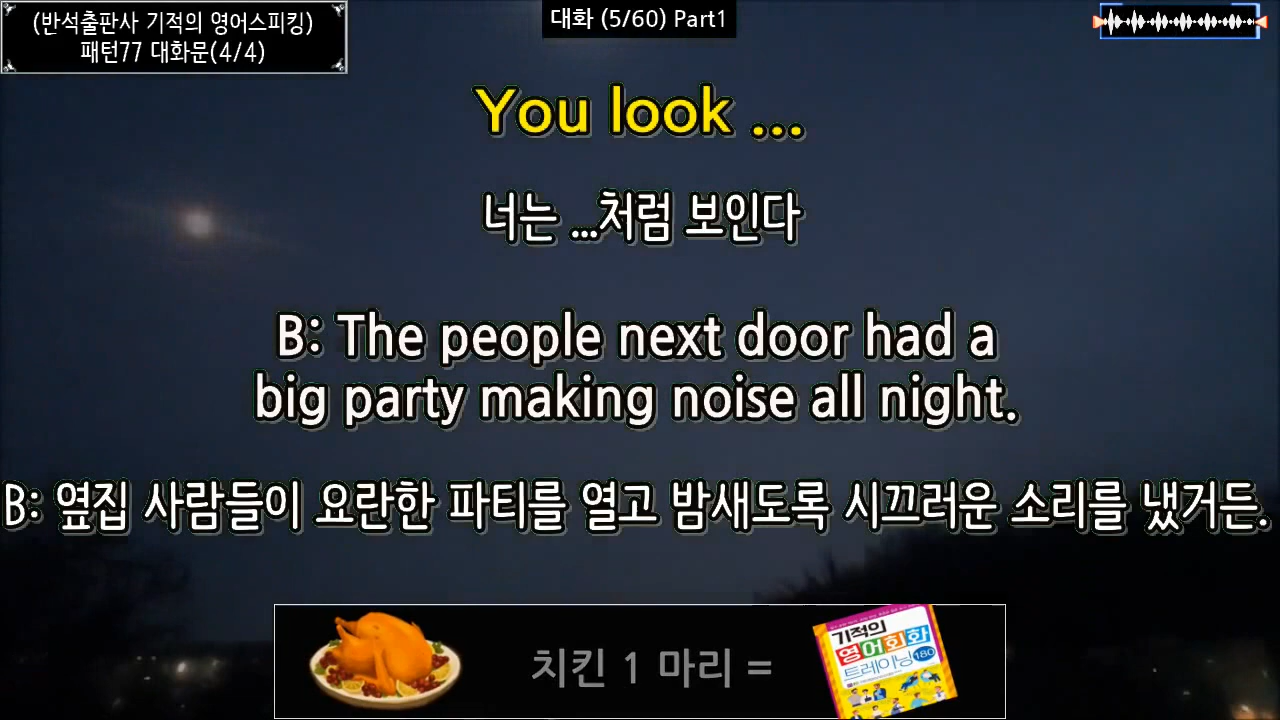 (반석출판사 기적의 영어스피킹)
패턴77 대화문(4/4)
대화 (5/60) Part1
You look ...
너는 ...처럼 보인다
B: The people next door had a
big party making noise all night.
B: 옆집 사람들이 요란한 파티를 열고 밤새도록 시끄러운 소리를 냈거든.
치킨 1 마리 =
기적의
영어회화
트레이닝 180